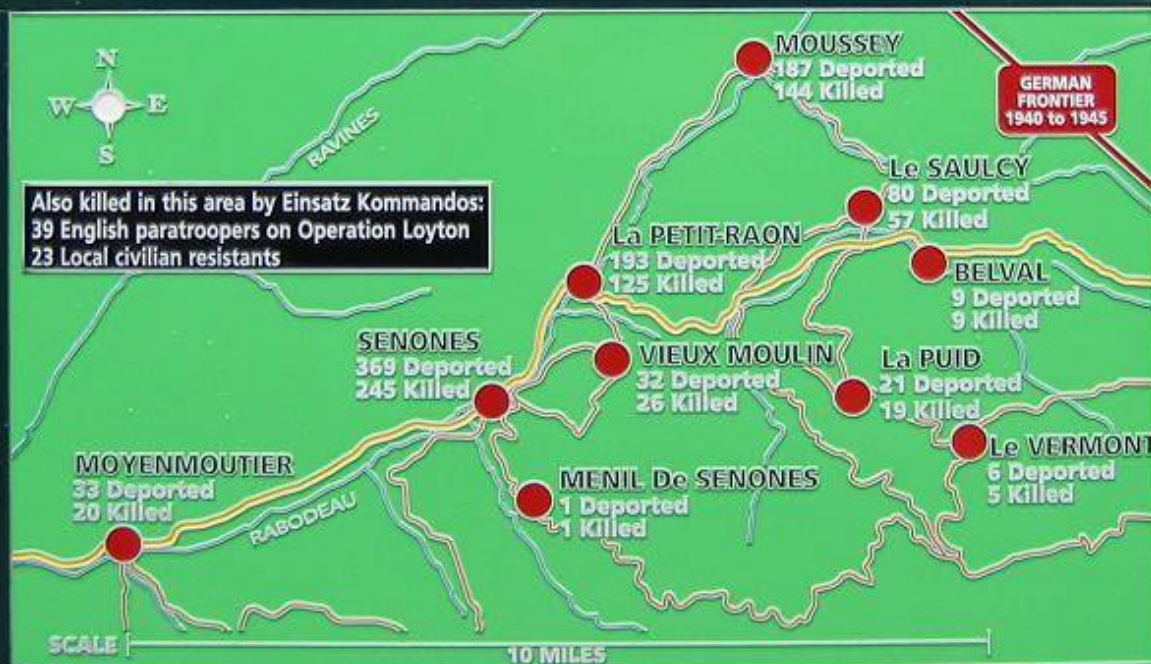 MOUSSEY
187 Deported
144 Killed
GERMAN
FRONTIER
1940 to 1945
N
W E
S
RAVINES
Le SAULCY
80 Deported
57 Killed
Also killed in this area by Einsatz Kommandos:
39 English paratroopers on Operation Loyton
23 Local civilian resistants
La PETIT-RAON
193 Deported
125 Killed
BELVAL
9 Deported
9 Killed
SENONES
369 Deported
245 Killed
VIEUX MOULIN
32 Deported
26 Killed
La PUID
21 Deported
19 Killed
Le VERMONT
6 Deported
5 Killed
MOYENMOUTIER
33 Deported
20 Killed
MENIL De SENONES
1 Deported
1 Killed
RABODEAU
SCALE
10 MILES